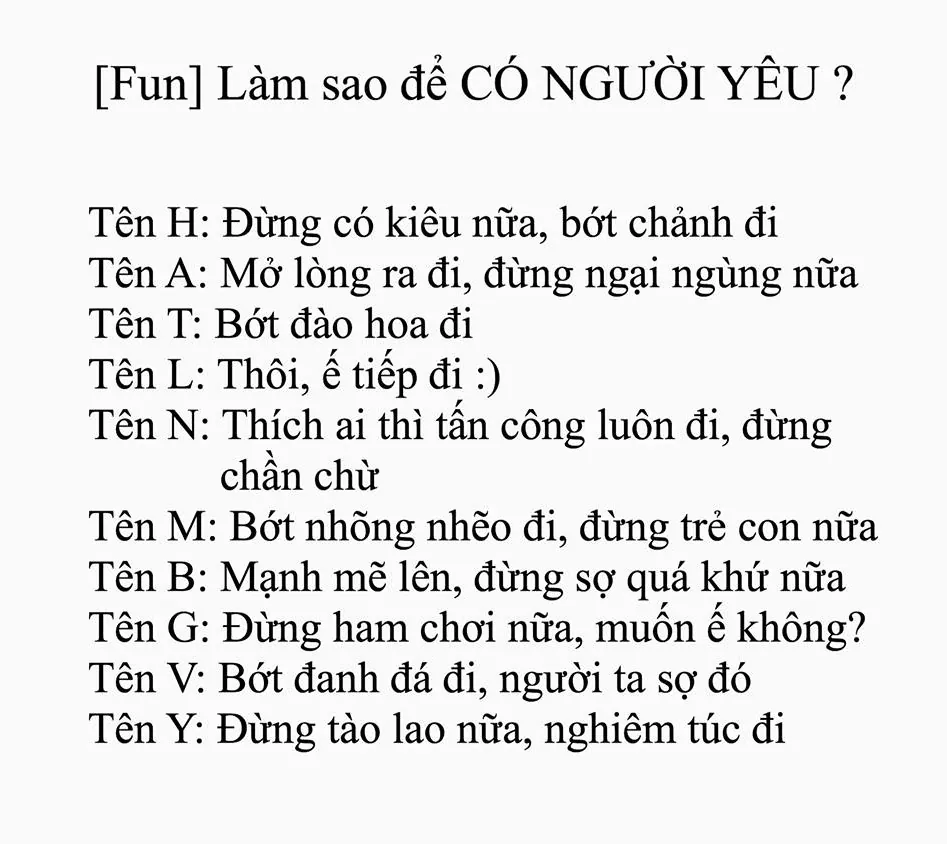 [Fun] Làm sao để CÓ NGƯỜI YÊU ?
Tên H: Đừng có kiêu nữa, bớt chảnh đi
Tên A: Mở lòng ra đi, đừng ngại ngùng nữa
Tên T: Bớt đào hoa đi
Tên L: Thôi, ế tiếp đi :)
Tên N: Thích ai thì tấn công luôn đi, đừng
chần chừ
Tên M: Bớt nhõng nhẽo đi, đừng trẻ con nữa
Tên B: Mạnh mẽ lên, đừng sợ quá khứ nữa
Tên G: Đừng ham chơi nữa, muốn ế không?
Tên V: Bớt đanh đá đi, người ta sợ đó
Tên Y: Đừng tào lao nữa, nghiêm túc đi